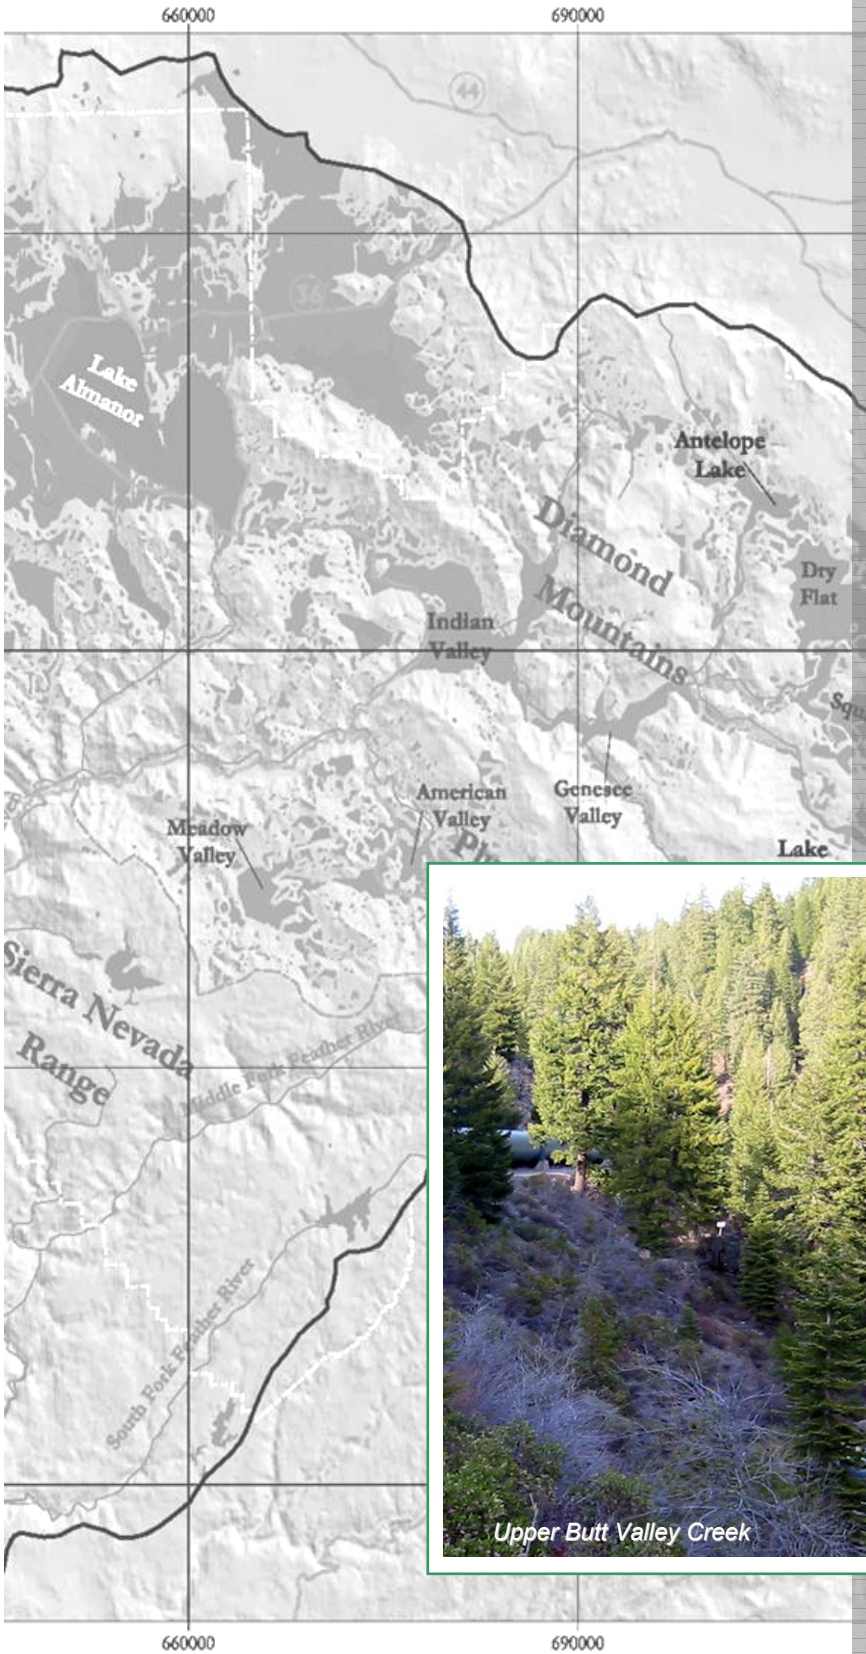 660000 690000
44
36
Lake
Almanor
Antelope
Lake
Diamond
Mountains
Dry
Flat
Indian
Valley
American
Valley
Genesee
Valley
Meadow
Valley
Lake
Sierra Nevada
Range
Middle Fork Feather River
South Fork Feather River
Upper Butt Valley Creek
660000 690000